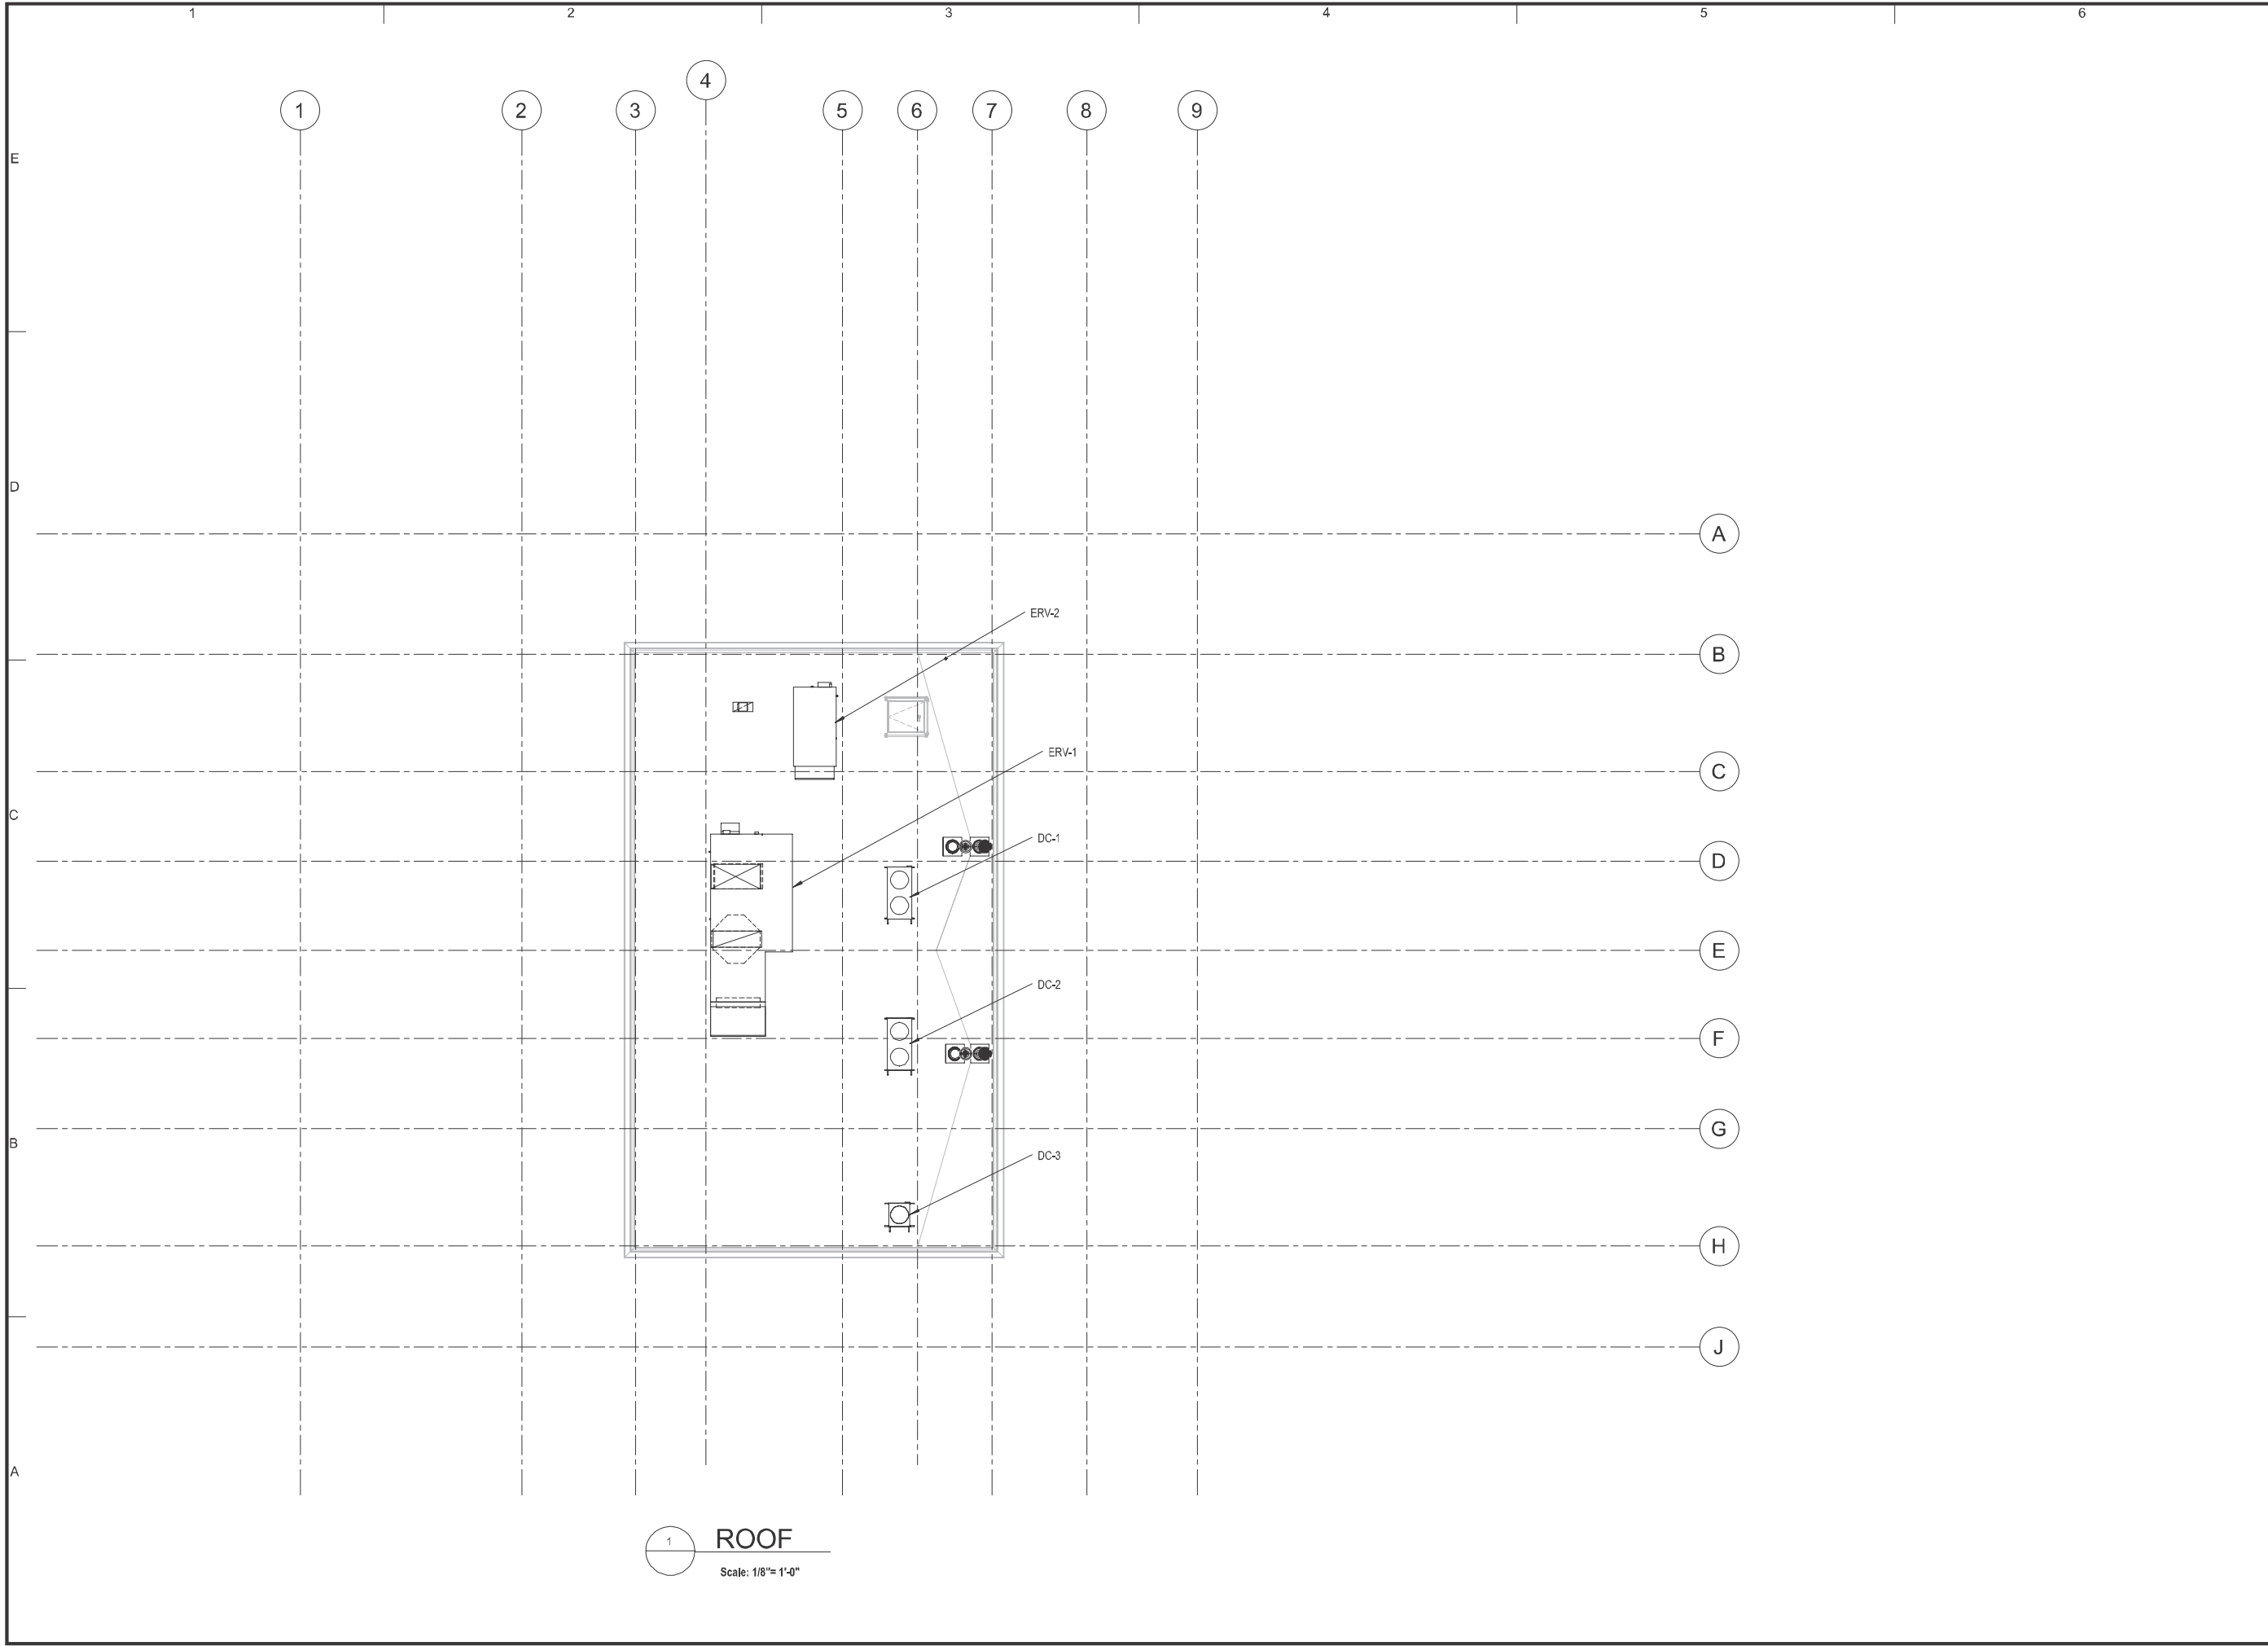 1 2 3 4 5 6
4
1 2 3 5 6 7 8 9
E
D
A
ERV-2
B
ERV-1
C
C
DC-1
D
E
DC-2
F
G
B
DC-3
H
J
A
1 ROOF
Scale: 1/8"= 1'-0"